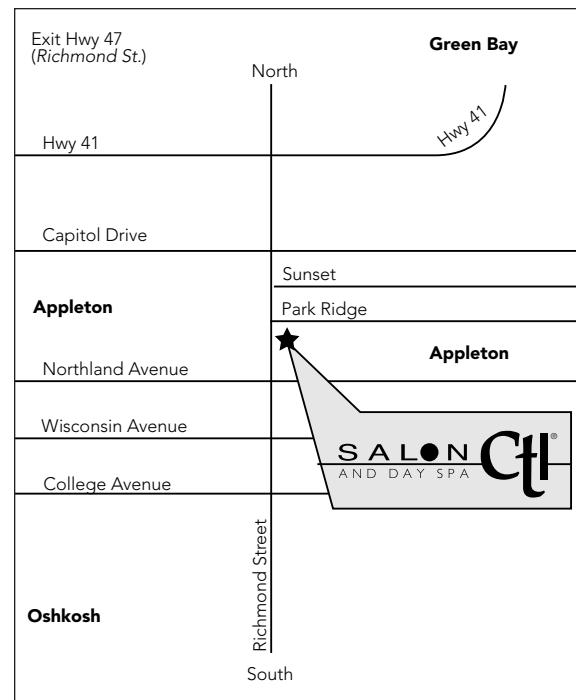 Exit Hwy 47
(Richmond St.)
Green Bay
North
Hwy 41
Hwy 41
Capitol Drive
Sunset
Appleton
Park Ridge
Appleton
Northland Avenue
Wisconsin Avenue
SALON
AND DAY SPA
Ctl®
College Avenue
Richmond Street
Oshkosh
South